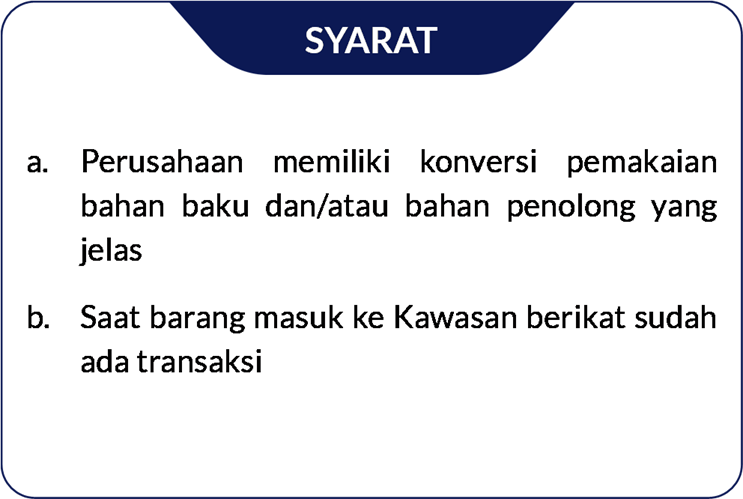 SYARAT
a. Perusahaan memiliki konversi pemakaian
bahan baku dan/atau bahan penolong yang
jelas
b. Saat barang masuk ke Kawasan berikat sudah
ada transaksi